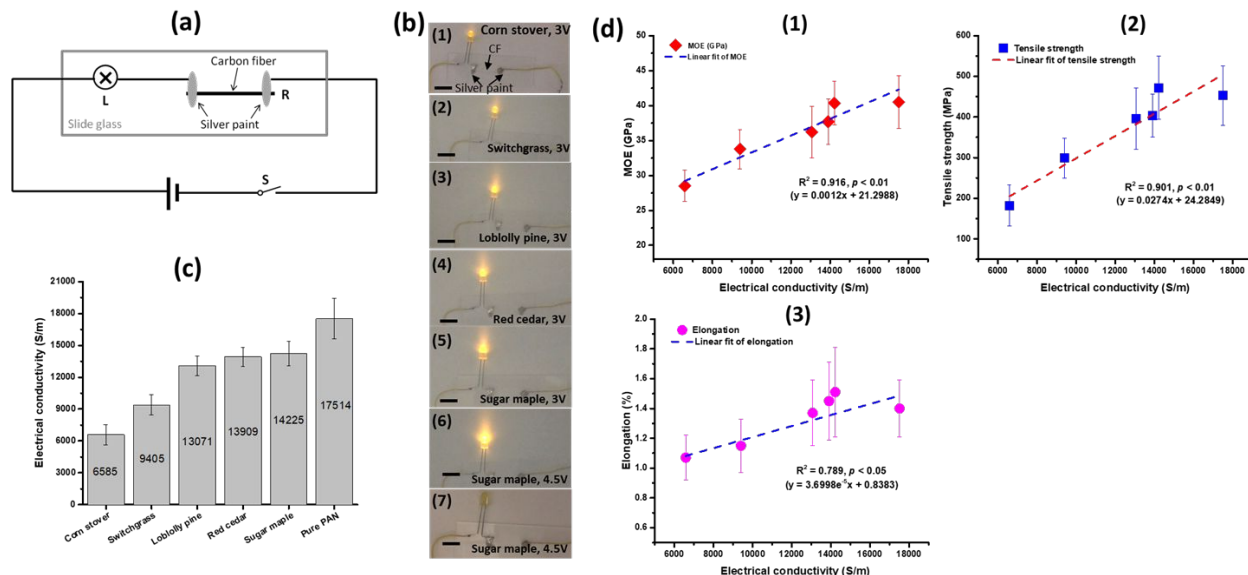 (a)
Carbon fiber
L
R
Silver paint
Slide glass
S
(b)
(1)
Corn stover, 3V
CF
Silver paint
(2)
Switchgrass, 3V
(3)
Loblolly pine, 3V
(4)
Red cedar, 3V
(5)
Sugar maple, 3V
(6)
Sugar maple, 4.5V
(7)
Sugar maple, 4.5V
(c)
Electrical conductivity (S/m)
21000
18000
15000
12000
9000
6000
3000
0
6585
9405
13071
13909
14225
17514
Corn stover
Switchgrass
Loblolly pine
Red cedar
Sugar maple
Pure PAN
(d)
(1)
MOE (GPa)
Linear fit of MOE
MOE (GPa)
50
45
40
35
30
25
20
R² = 0.916, p < 0.01
(y = 0.0012x + 21.2988)
6000 8000 10000 12000 14000 16000 18000
Electrical conductivity (S/m)
(2)
Tensile strength
Linear fit of tensile strength
Tensile strength (MPa)
600
500
400
300
200
100
R² = 0.901, p < 0.01
(y = 0.0274x + 24.2849)
6000 8000 10000 12000 14000 16000 18000
Electrical conductivity (S/m)
(3)
Elongation
Linear fit of elongation
Elongation (%)
2.0
1.8
1.6
1.4
1.2
1.0
0.8
0.6
R² = 0.789, p < 0.05
(y = 3.6998e⁻⁵x + 0.8383)
6000 8000 10000 12000 14000 16000 18000
Electrical conductivity (S/m)